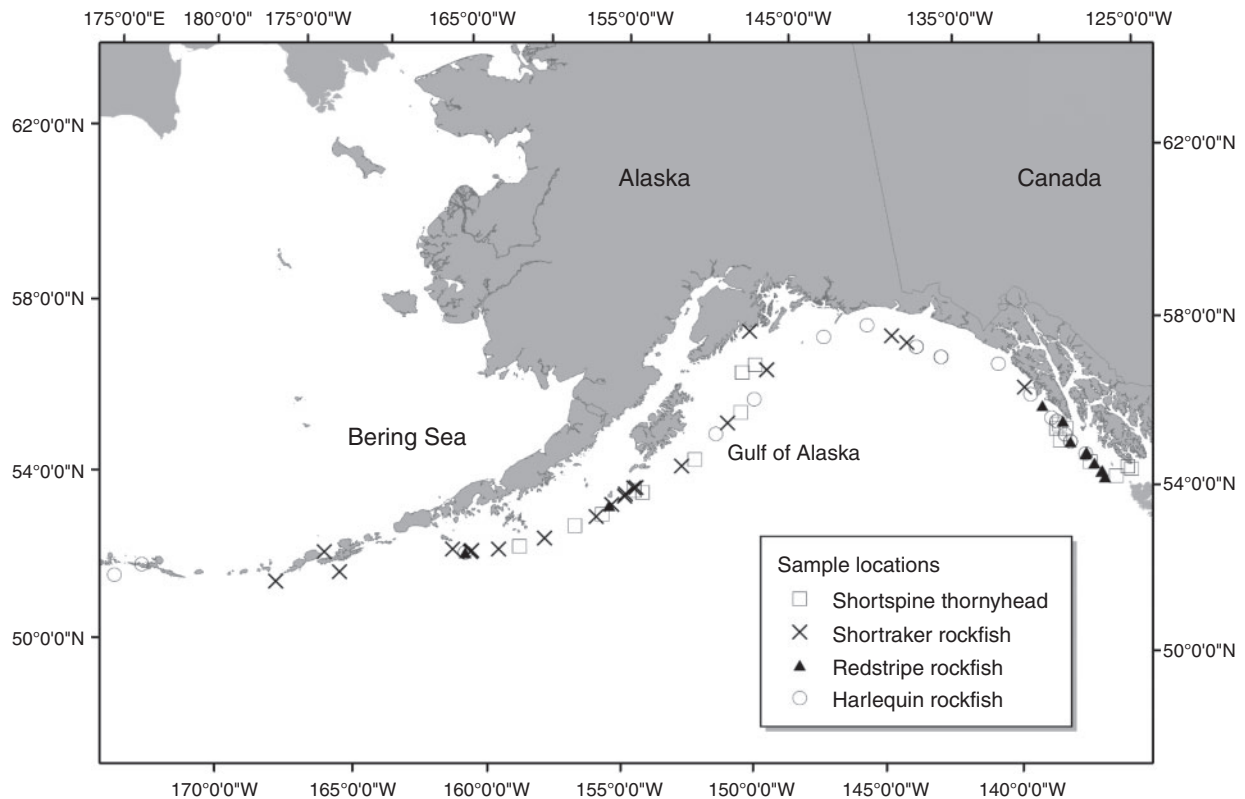 175°0'0"E 180°0'0" 175°0'0"W 165°0'0"W 155°0'0"W 145°0'0"W 135°0'0"W 125°0'0"W
62°0'0"N 62°0'0"N
Alaska Canada
58°0'0"N 58°0'0"N
Bering Sea Gulf of Alaska
54°0'0"N 54°0'0"N
Sample locations
Shortspine thornyhead
Shortraker rockfish
Redstripe rockfish
Harlequin rockfish
50°0'0"N 50°0'0"N
170°0'0"W 165°0'0"W 160°0'0"W 155°0'0"W 150°0'0"W 145°0'0"W 140°0'0"W